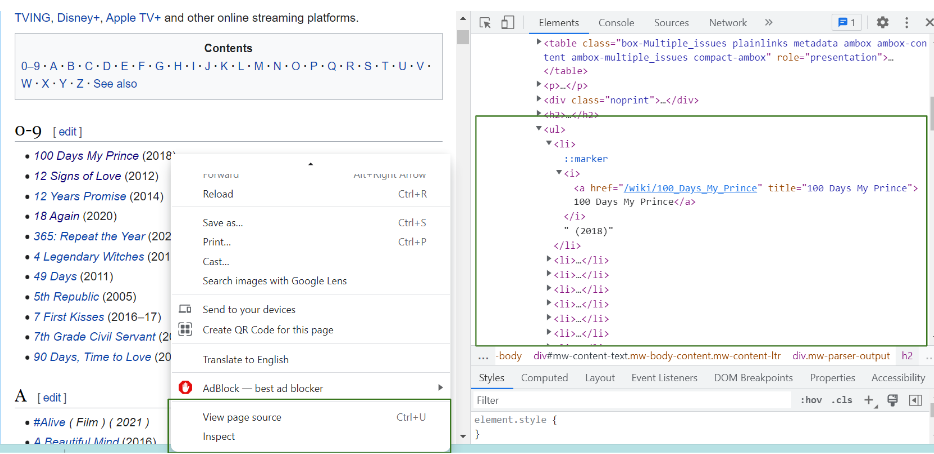 TVING, Disney+, Apple TV+ and other online streaming platforms.
Contents
0–9 · A · B · C · D · E · F · G · H · I · J · K · L · M · N · O · P · Q · R · S · T · U · V ·
W · X · Y · Z · See also
0-9 [ edit ]
100 Days My Prince (2018)
12 Signs of Love (2012)
12 Years Promise (2014)
18 Again (2020)
365: Repeat the Year (202
4 Legendary Witches (201
49 Days (2011)
5th Republic (2005)
7 First Kisses (2016–17)
7th Grade Civil Servant (20
90 Days, Time to Love (20
A [ edit ]
#Alive ( Film ) ( 2021 )
A Beautiful Mind (2016)
Forward Alt+Right Arrow
Reload Ctrl+R
Save as... Ctrl+S
Print... Ctrl+P
Cast...
Search images with Google Lens
Send to your devices
Create QR Code for this page
Translate to English
AdBlock — best ad blocker
View page source Ctrl+U
Inspect
Elements Console Sources Network » 1
<table class="box-Multiple_issues plainlinks metadata ambox ambox-con
tent ambox-multiple_issues compact-ambox" role="presentation">…
</table>
<p>…</p>
<div class="noprint">…</div>
<h2>…</h2>
<ul>
<li>
::marker
<i>
<a href="/wiki/100_Days_My_Prince" title="100 Days My Prince">
100 Days My Prince</a>
</i>
" (2018)"
</li>
<li>…</li>
<li>…</li>
<li>…</li>
<li>…</li>
<li>…</li>
<li>…</li>
... -body div#mw-content-text.mw-body-content.mw-content-ltr div.mw-parser-output h2 ...
Styles Computed Layout Event Listeners DOM Breakpoints Properties Accessibility
Filter :hov .cls +
element.style {
}